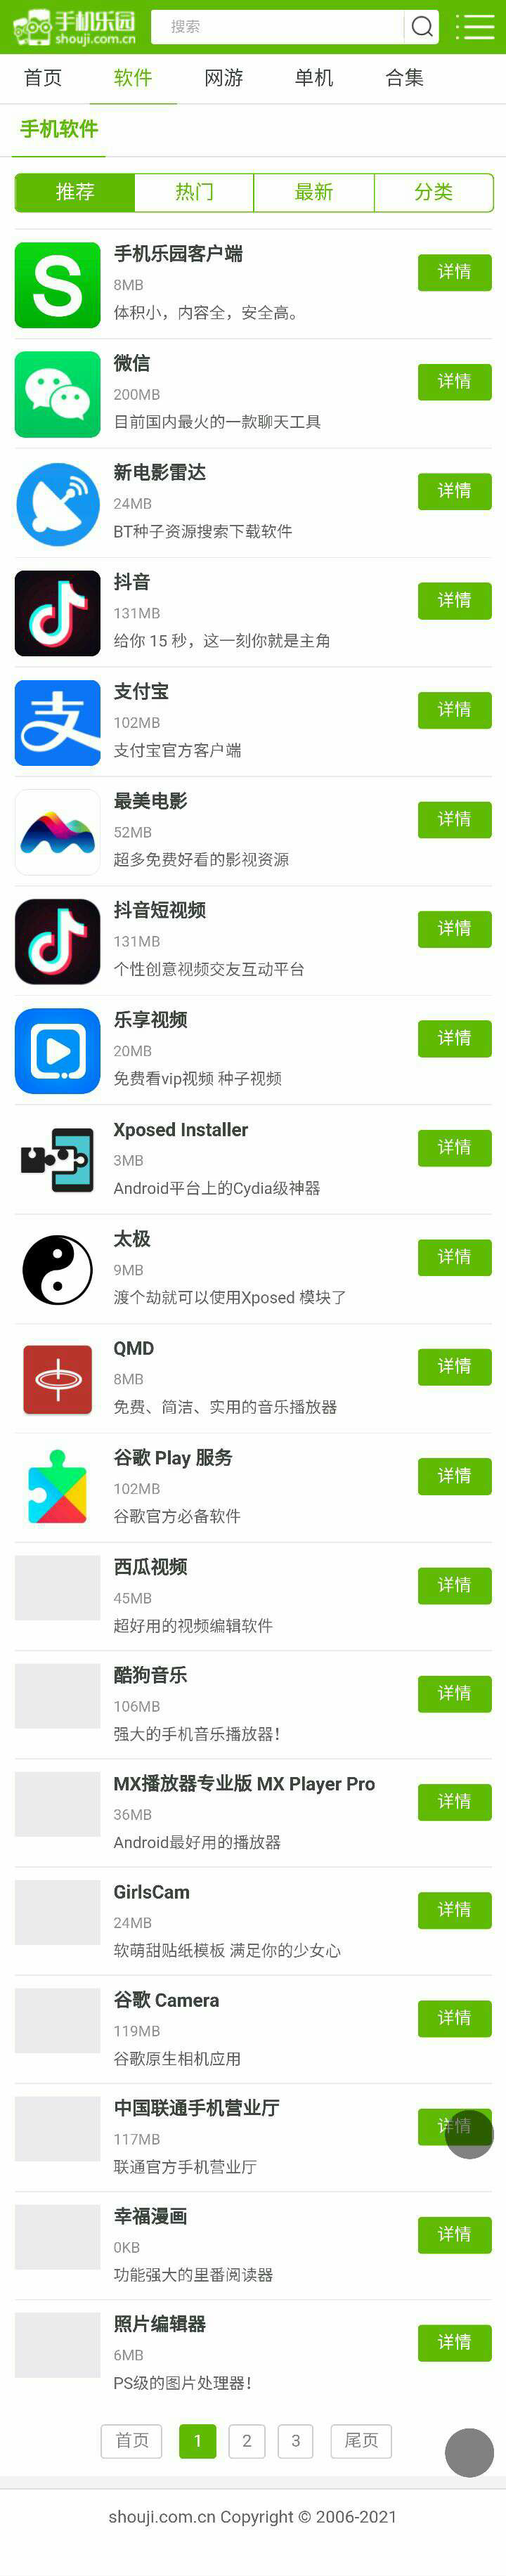 手机乐园
shouji.com.cn
搜索
首页 软件 网游 单机 合集
手机软件
推荐 热门 最新 分类
S
手机乐园客户端
8MB
详情
体积小，内容全，安全高。
微信
200MB
详情
目前国内最火的一款聊天工具
新电影雷达
24MB
详情
BT种子资源搜索下载软件
抖音
131MB
详情
给你 15 秒，这一刻你就是主角
支
支付宝
102MB
详情
支付宝官方客户端
最美电影
52MB
详情
超多免费好看的影视资源
抖音短视频
131MB
详情
个性创意视频交友互动平台
乐享视频
20MB
详情
免费看vip视频 种子视频
Xposed Installer
3MB
详情
Android平台上的Cydia级神器
太极
9MB
详情
渡个劫就可以使用Xposed 模块了
QMD
8MB
详情
免费、简洁、实用的音乐播放器
谷歌 Play 服务
102MB
详情
谷歌官方必备软件
西瓜视频
45MB
详情
超好用的视频编辑软件
酷狗音乐
106MB
详情
强大的手机音乐播放器！
MX播放器专业版 MX Player Pro
36MB
详情
Android最好用的播放器
GirlsCam
24MB
详情
软萌甜贴纸模板 满足你的少女心
谷歌 Camera
119MB
详情
谷歌原生相机应用
中国联通手机营业厅
117MB
详情
联通官方手机营业厅
幸福漫画
0KB
详情
功能强大的里番阅读器
照片编辑器
6MB
详情
PS级的图片处理器！
首页 1 2 3 尾页
shouji.com.cn Copyright © 2006-2021